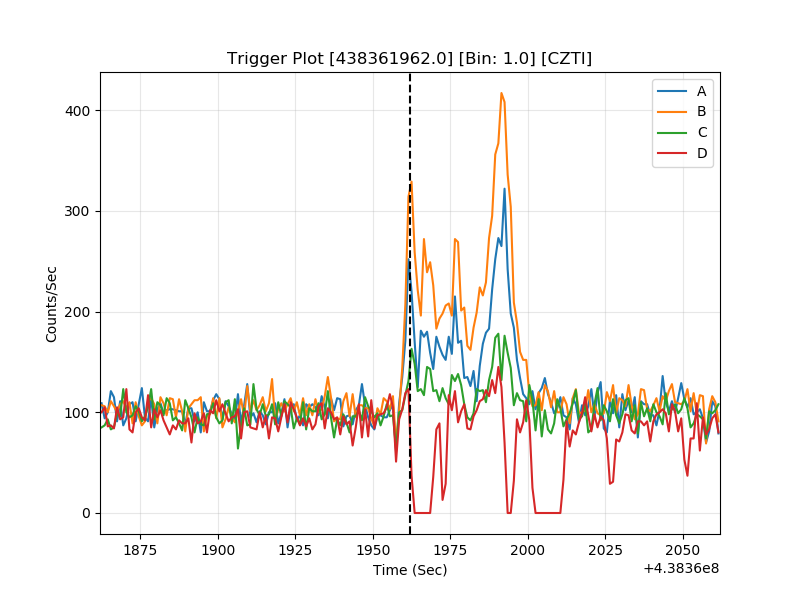 Trigger Plot [438361962.0] [Bin: 1.0] [CZTI]
A
B
C
D
Counts/Sec
400
300
200
100
0
1875
1900
1925
1950
1975
2000
2025
2050
Time (Sec)
+4.3836e8